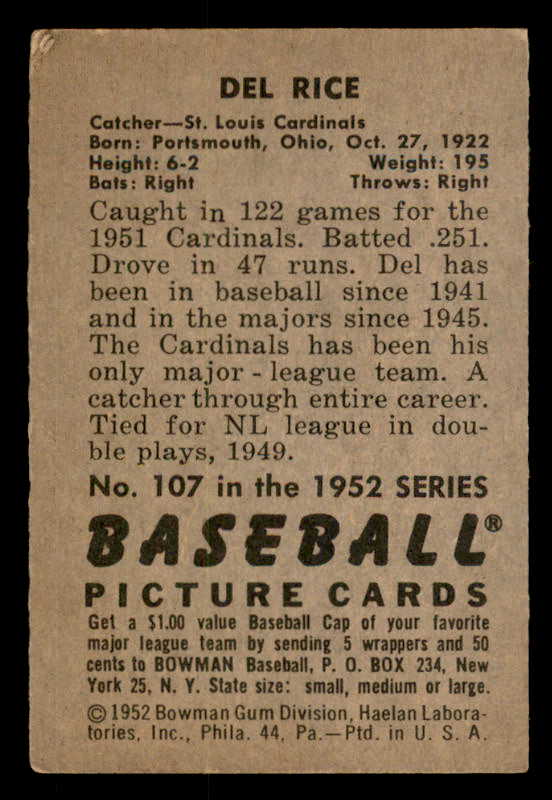 DEL RICE
Catcher—St. Louis Cardinals
Born: Portsmouth, Ohio, Oct. 27, 1922
Height: 6-2 Weight: 195
Bats: Right Throws: Right
Caught in 122 games for the
1951 Cardinals. Batted .251.
Drove in 47 runs. Del has
been in baseball since 1941
and in the majors since 1945.
The Cardinals has been his
only major - league team. A
catcher through entire career.
Tied for NL league in dou-
ble plays, 1949.
No. 107 in the 1952 SERIES
BASEBALL®
PICTURE CARDS
Get a $1.00 value Baseball Cap of your favorite
major league team by sending 5 wrappers and 50
cents to BOWMAN Baseball, P. O. BOX 234, New
York 25, N. Y. State size: small, medium or large.
© 1952 Bowman Gum Division, Haelan Labora-
tories, Inc., Phila. 44, Pa.—Ptd. in U. S. A.